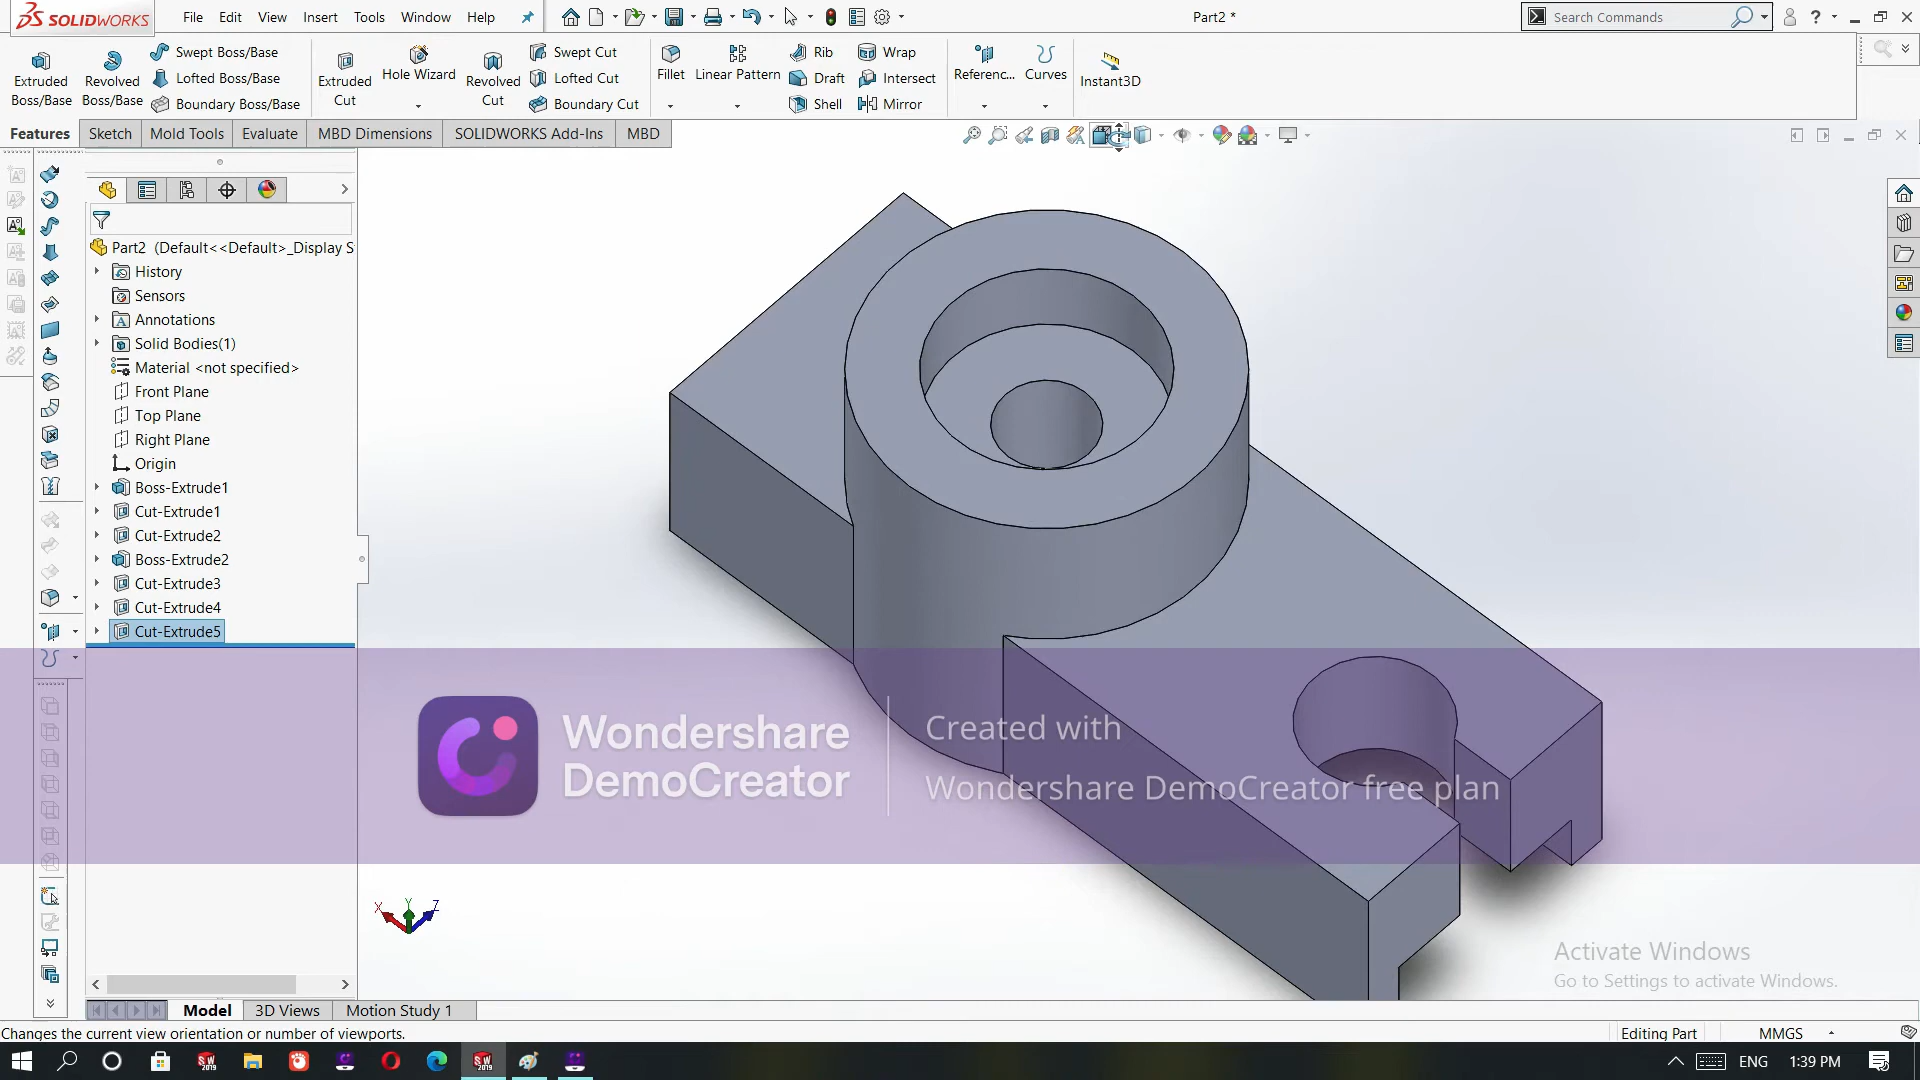 SOLIDWORKS
File Edit View Insert Tools Window Help
Part2 *
Search Commands
Extruded Boss/Base
Revolved Boss/Base
Swept Boss/Base
Lofted Boss/Base
Boundary Boss/Base
Extruded Cut
Hole Wizard
Revolved Cut
Swept Cut
Lofted Cut
Boundary Cut
Fillet
Linear Pattern
Rib
Draft
Shell
Wrap
Intersect
Mirror
Referenc...
Curves
Instant3D
Features Sketch Mold Tools Evaluate MBD Dimensions SOLIDWORKS Add-Ins MBD
Part2 (Default<<Default>_Display S
History
Sensors
Annotations
Solid Bodies(1)
Material <not specified>
Front Plane
Top Plane
Right Plane
Origin
Boss-Extrude1
Cut-Extrude1
Cut-Extrude2
Boss-Extrude2
Cut-Extrude3
Cut-Extrude4
Cut-Extrude5
Wondershare
DemoCreator
Created with
Wondershare DemoCreator free plan
X Y Z
Activate Windows
Go to Settings to activate Windows.
Model 3D Views Motion Study 1
Changes the current view orientation or number of viewports.
Editing Part MMGS
ENG 1:39 PM